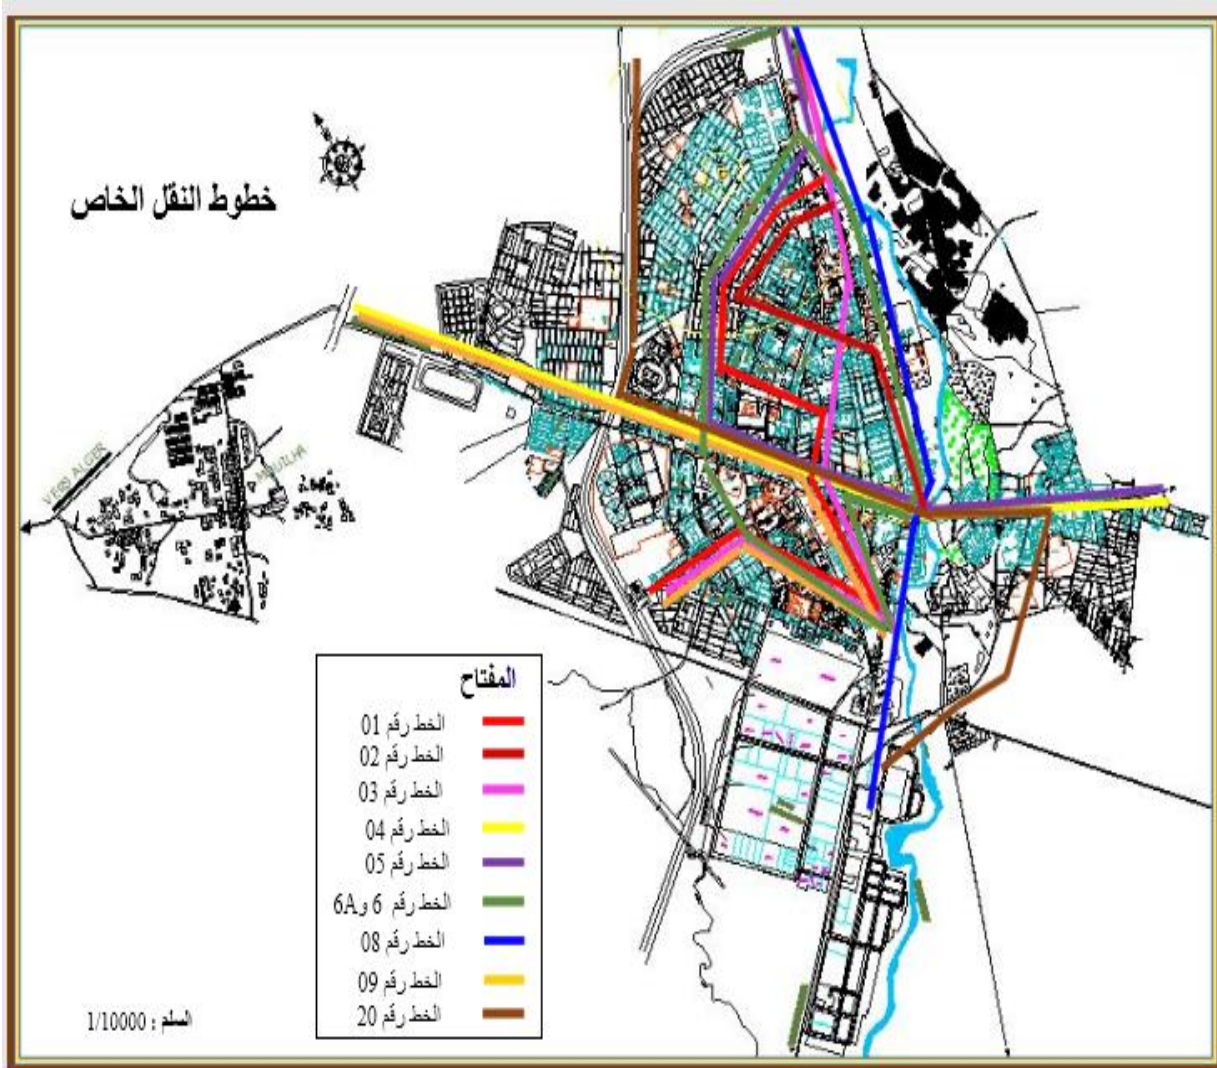 خطوط النقل الخاص
VERS ALGER
المفتاح
الخط رقم 01
الخط رقم 02
الخط رقم 03
الخط رقم 04
الخط رقم 05
الخط رقم 6 و6A
الخط رقم 08
الخط رقم 09
الخط رقم 20
السلم : 1/10000